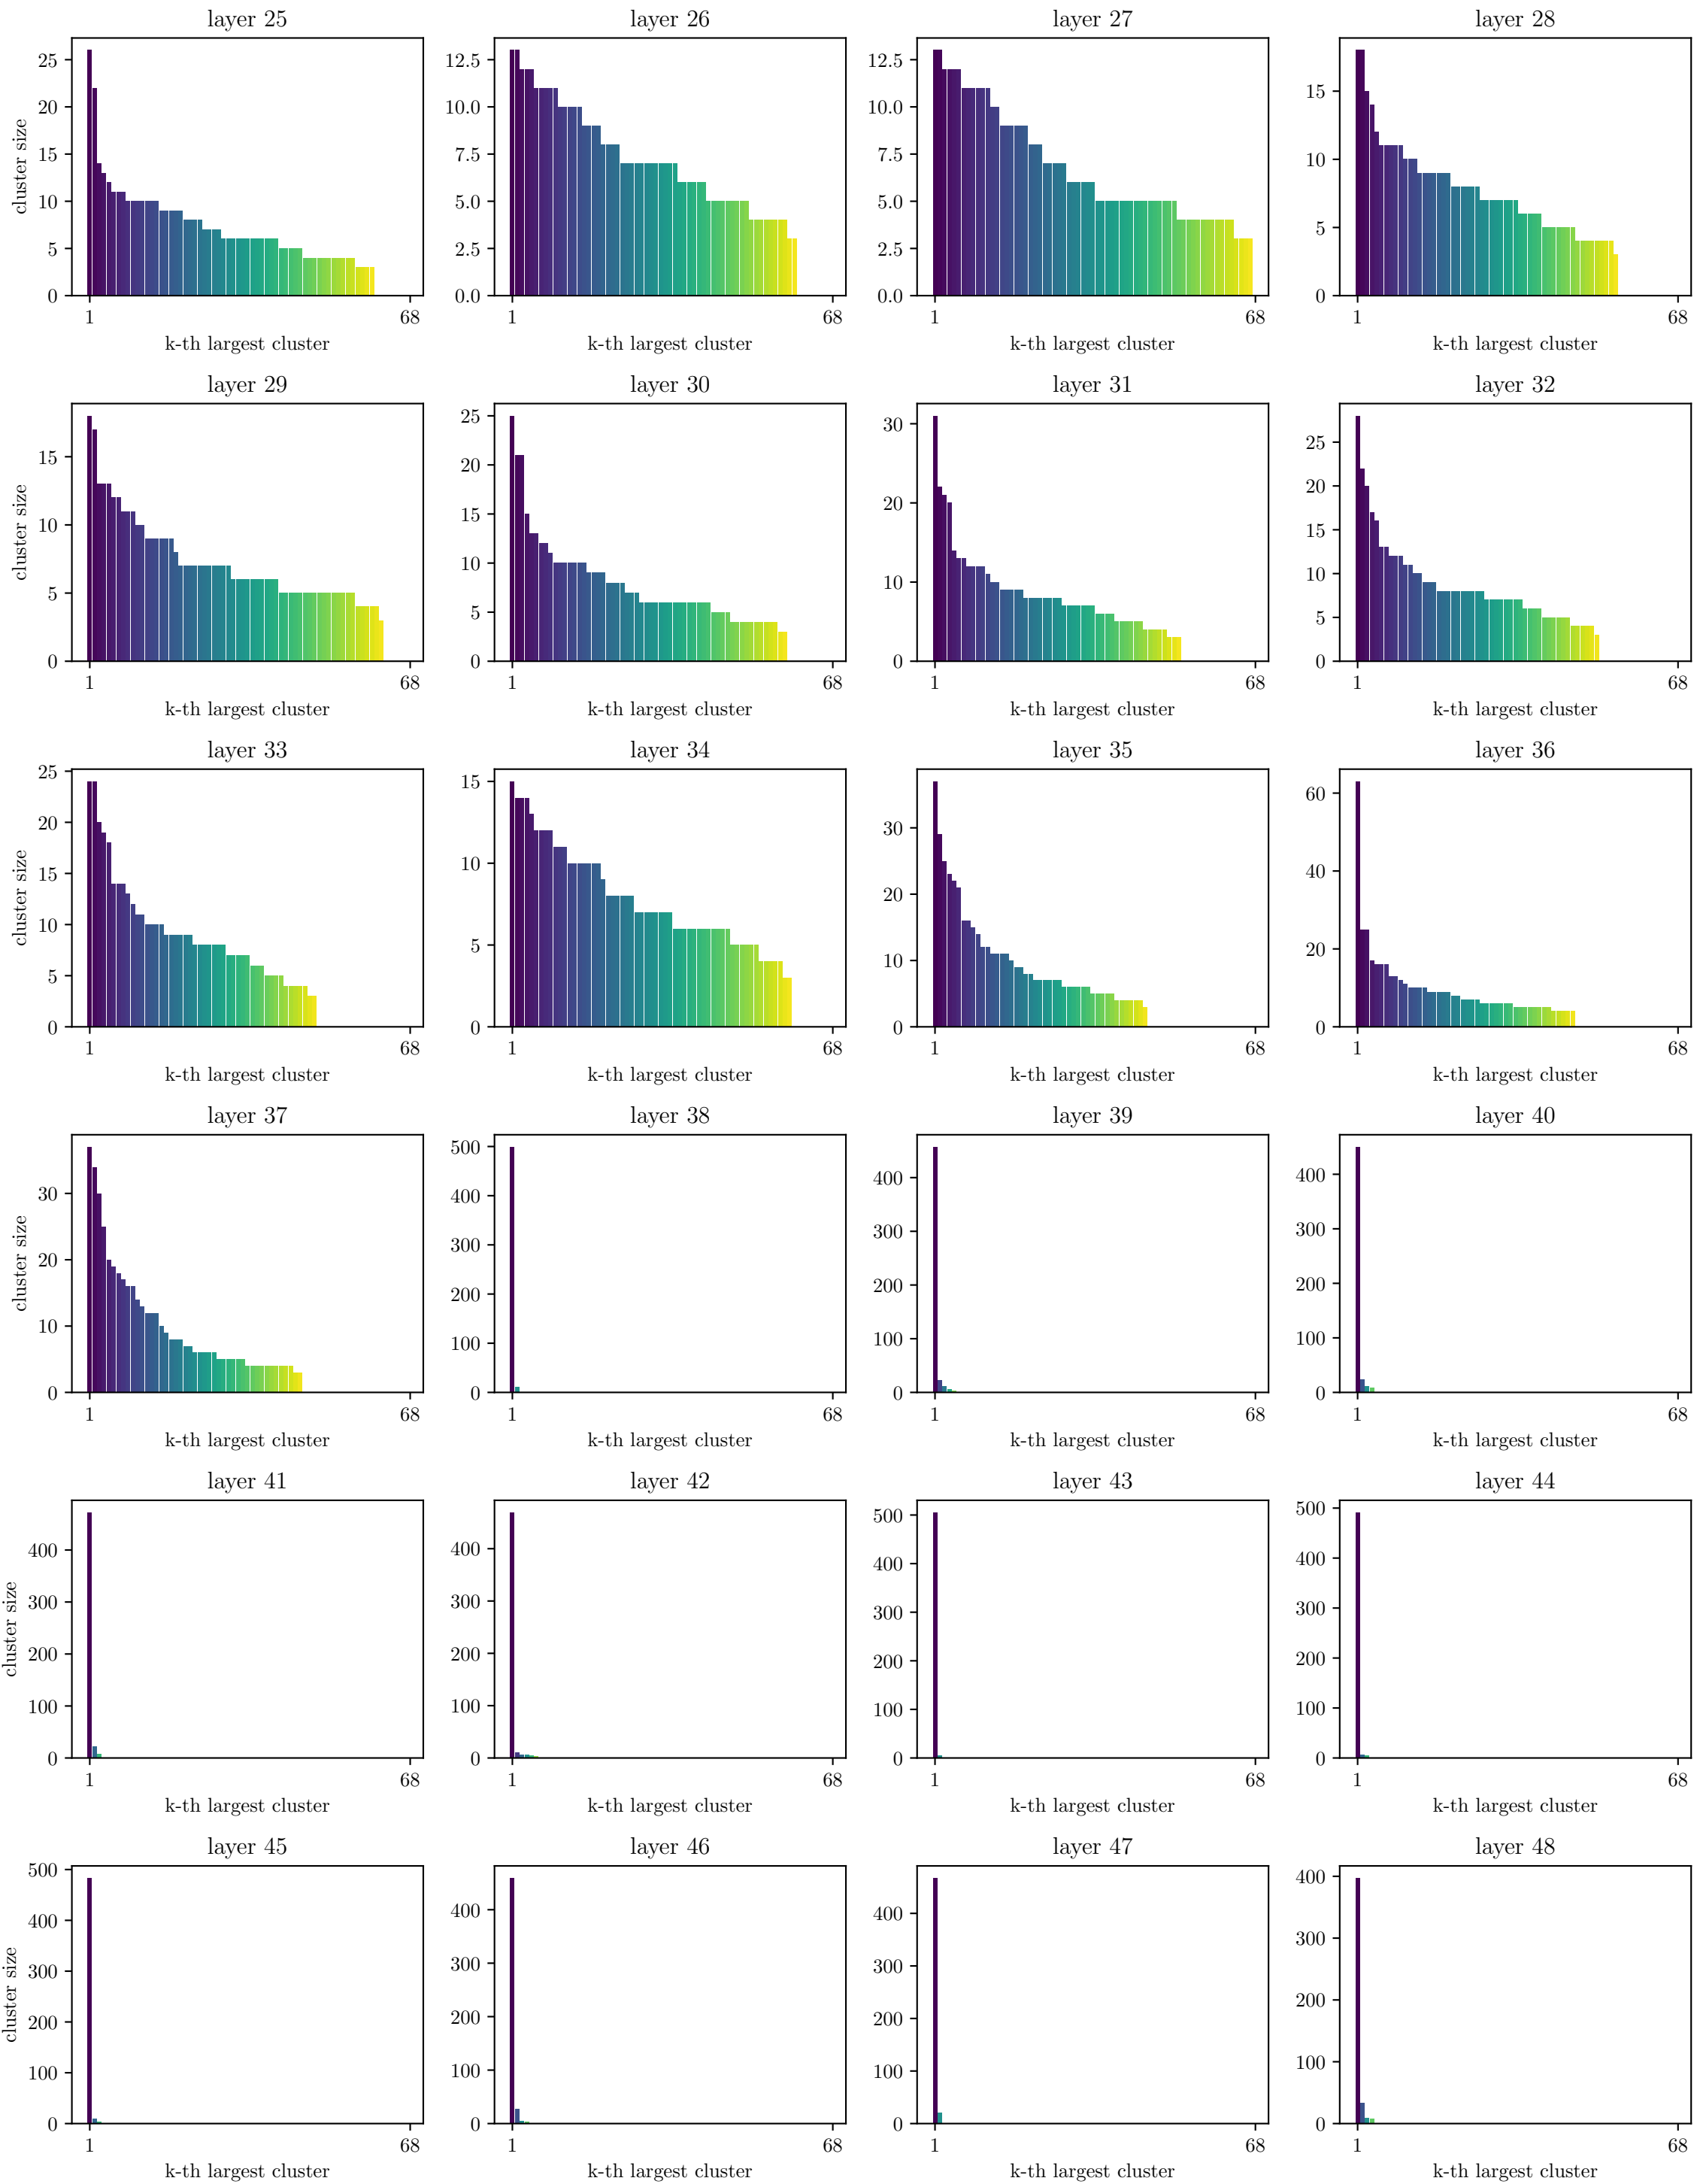 layer 25
layer 26
layer 27
layer 28
cluster size
25
20
15
10
5
0
12.5
10.0
7.5
5.0
2.5
0.0
12.5
10.0
7.5
5.0
2.5
0.0
15
10
5
0
1 68
1 68
1 68
1 68
k-th largest cluster
k-th largest cluster
k-th largest cluster
k-th largest cluster
layer 29
layer 30
layer 31
layer 32
cluster size
15
10
5
0
25
20
15
10
5
0
30
20
10
0
25
20
15
10
5
0
1 68
1 68
1 68
1 68
k-th largest cluster
k-th largest cluster
k-th largest cluster
k-th largest cluster
layer 33
layer 34
layer 35
layer 36
cluster size
25
20
15
10
5
0
15
10
5
0
30
20
10
0
60
40
20
0
1 68
1 68
1 68
1 68
k-th largest cluster
k-th largest cluster
k-th largest cluster
k-th largest cluster
layer 37
layer 38
layer 39
layer 40
cluster size
30
20
10
0
500
400
300
200
100
0
400
300
200
100
0
400
300
200
100
0
1 68
1 68
1 68
1 68
k-th largest cluster
k-th largest cluster
k-th largest cluster
k-th largest cluster
layer 41
layer 42
layer 43
layer 44
cluster size
400
300
200
100
0
400
300
200
100
0
500
400
300
200
100
0
500
400
300
200
100
0
1 68
1 68
1 68
1 68
k-th largest cluster
k-th largest cluster
k-th largest cluster
k-th largest cluster
layer 45
layer 46
layer 47
layer 48
cluster size
500
400
300
200
100
0
400
300
200
100
0
400
300
200
100
0
400
300
200
100
0
1 68
1 68
1 68
1 68
k-th largest cluster
k-th largest cluster
k-th largest cluster
k-th largest cluster